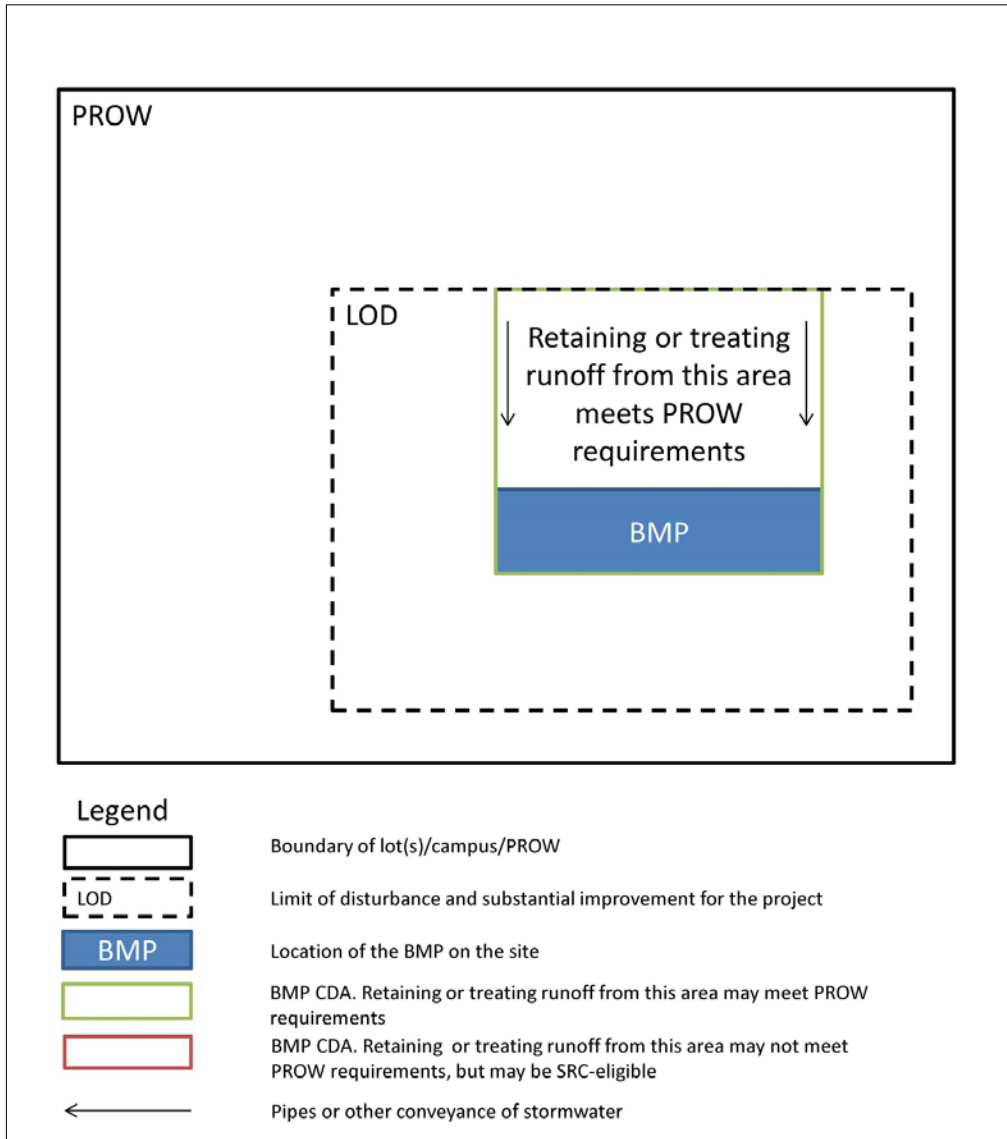 PROW
LOD
Retaining or treating
runoff from this area
meets PROW
requirements
BMP
Legend
Boundary of lot(s)/campus/PROW
LOD
Limit of disturbance and substantial improvement for the project
BMP
Location of the BMP on the site
BMP CDA. Retaining or treating runoff from this area may meet PROW
requirements
BMP CDA. Retaining or treating runoff from this area may not meet
PROW requirements, but may be SRC-eligible
Pipes or other conveyance of stormwater